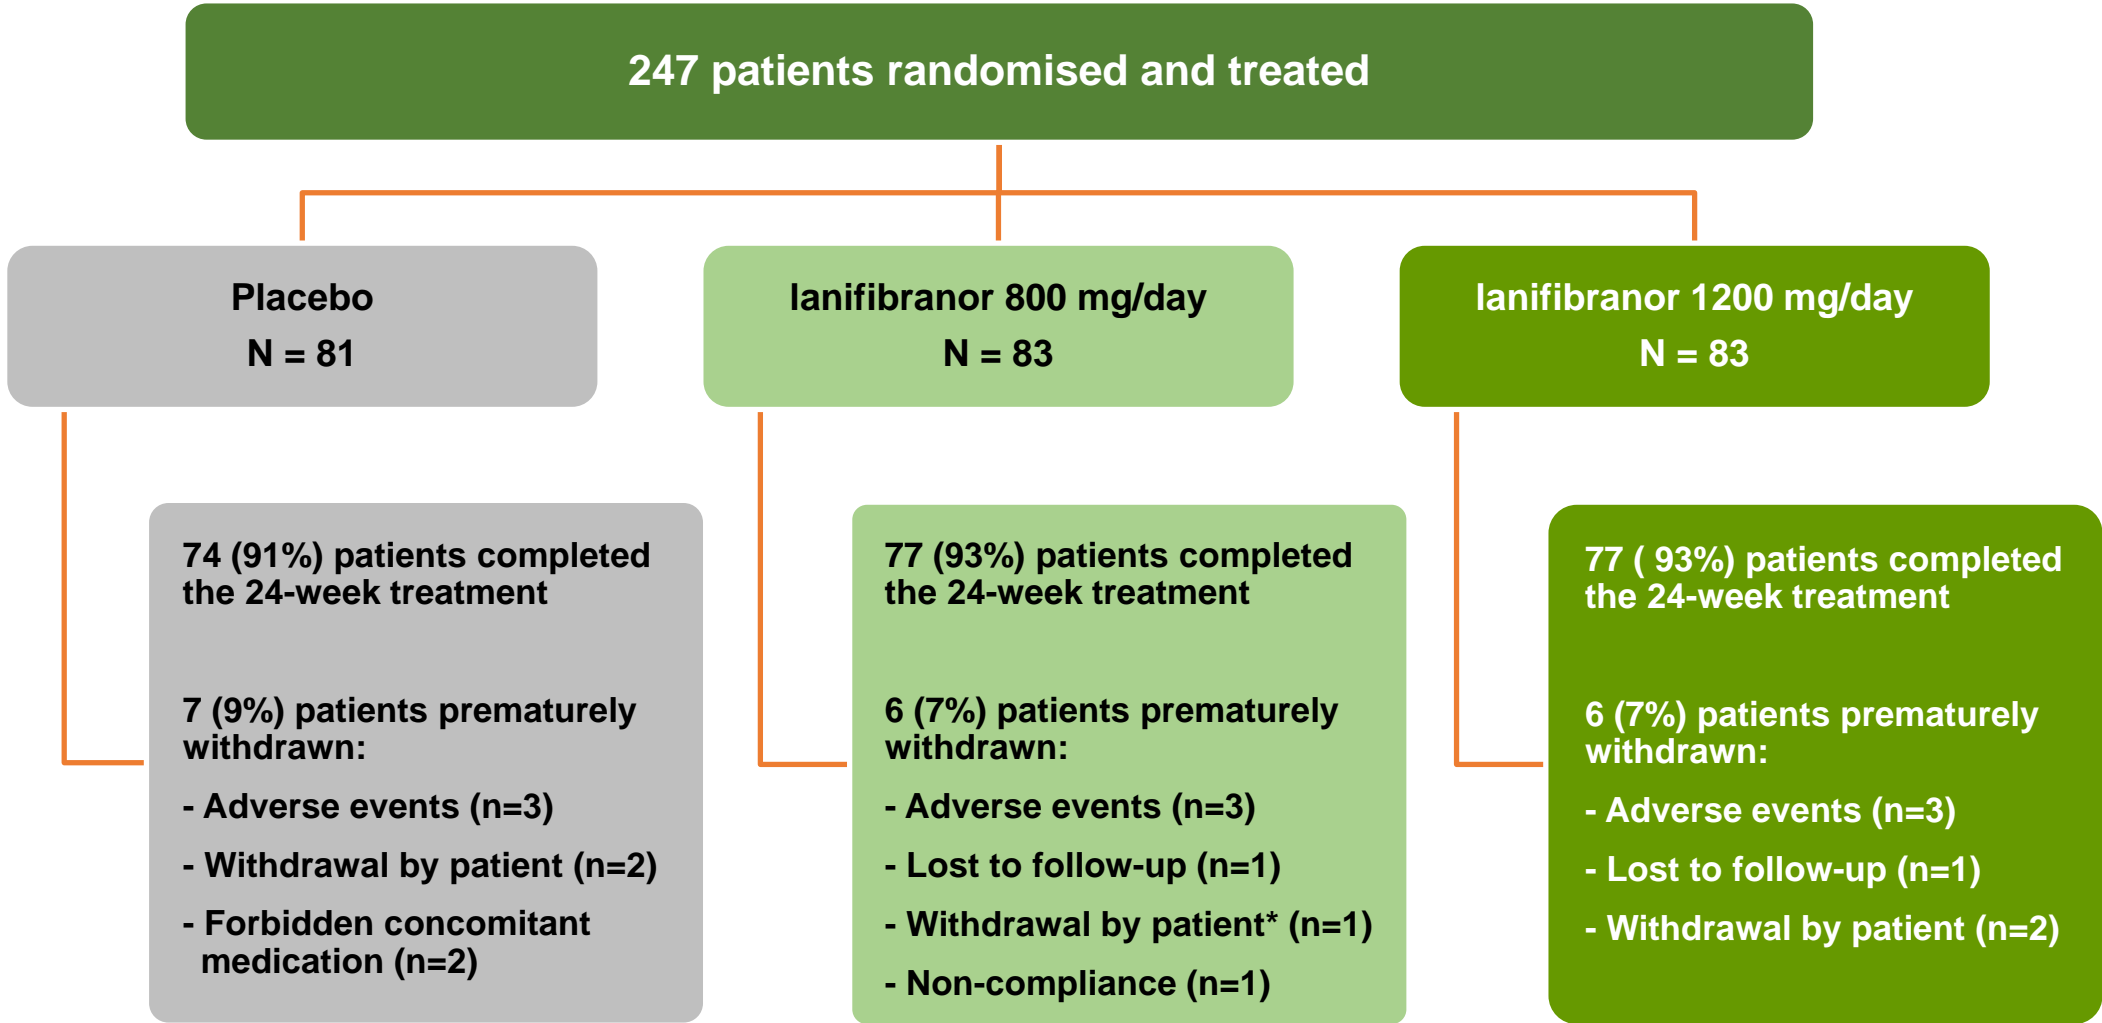 247 patients randomised and treated
Placebo
N = 81
lanifibranor 800 mg/day
N = 83
lanifibranor 1200 mg/day
N = 83
74 (91%) patients completed
the 24-week treatment
7 (9%) patients prematurely
withdrawn:
- Adverse events (n=3)
- Withdrawal by patient (n=2)
- Forbidden concomitant
medication (n=2)
77 (93%) patients completed
the 24-week treatment
6 (7%) patients prematurely
withdrawn:
- Adverse events (n=3)
- Lost to follow-up (n=1)
- Withdrawal by patient* (n=1)
- Non-compliance (n=1)
77 ( 93%) patients completed
the 24-week treatment
6 (7%) patients prematurely
withdrawn:
- Adverse events (n=3)
- Lost to follow-up (n=1)
- Withdrawal by patient (n=2)